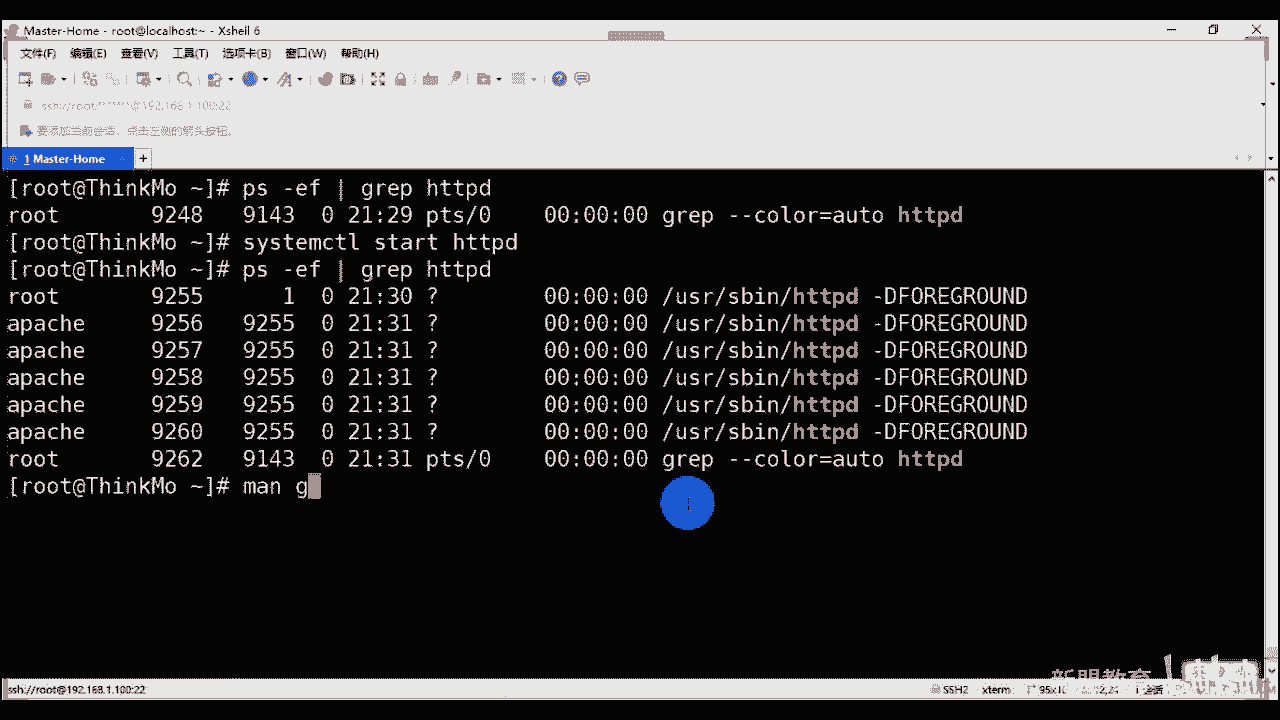 Master-Home - root@localhost:~ - Xshell 6
文件(F) 编辑(E) 查看(V) 工具(T) 选项卡(B) 窗口(W) 帮助(H)
ssh://root:******@192.168.1.100:22
要添加当前会话，点击左侧的箭头按钮。
1 Master-Home +
[root@ThinkMo ~]# ps -ef | grep httpd
root 9248 9143 0 21:29 pts/0 00:00:00 grep --color=auto httpd
[root@ThinkMo ~]# systemctl start httpd
[root@ThinkMo ~]# ps -ef | grep httpd
root 9255 1 0 21:30 ? 00:00:00 /usr/sbin/httpd -DFOREGROUND
apache 9256 9255 0 21:31 ? 00:00:00 /usr/sbin/httpd -DFOREGROUND
apache 9257 9255 0 21:31 ? 00:00:00 /usr/sbin/httpd -DFOREGROUND
apache 9258 9255 0 21:31 ? 00:00:00 /usr/sbin/httpd -DFOREGROUND
apache 9259 9255 0 21:31 ? 00:00:00 /usr/sbin/httpd -DFOREGROUND
apache 9260 9255 0 21:31 ? 00:00:00 /usr/sbin/httpd -DFOREGROUND
root 9262 9143 0 21:31 pts/0 00:00:00 grep --color=auto httpd
[root@ThinkMo ~]# man g
新盟教育
ssh://root@192.168.1.100:22 SSH2 xterm